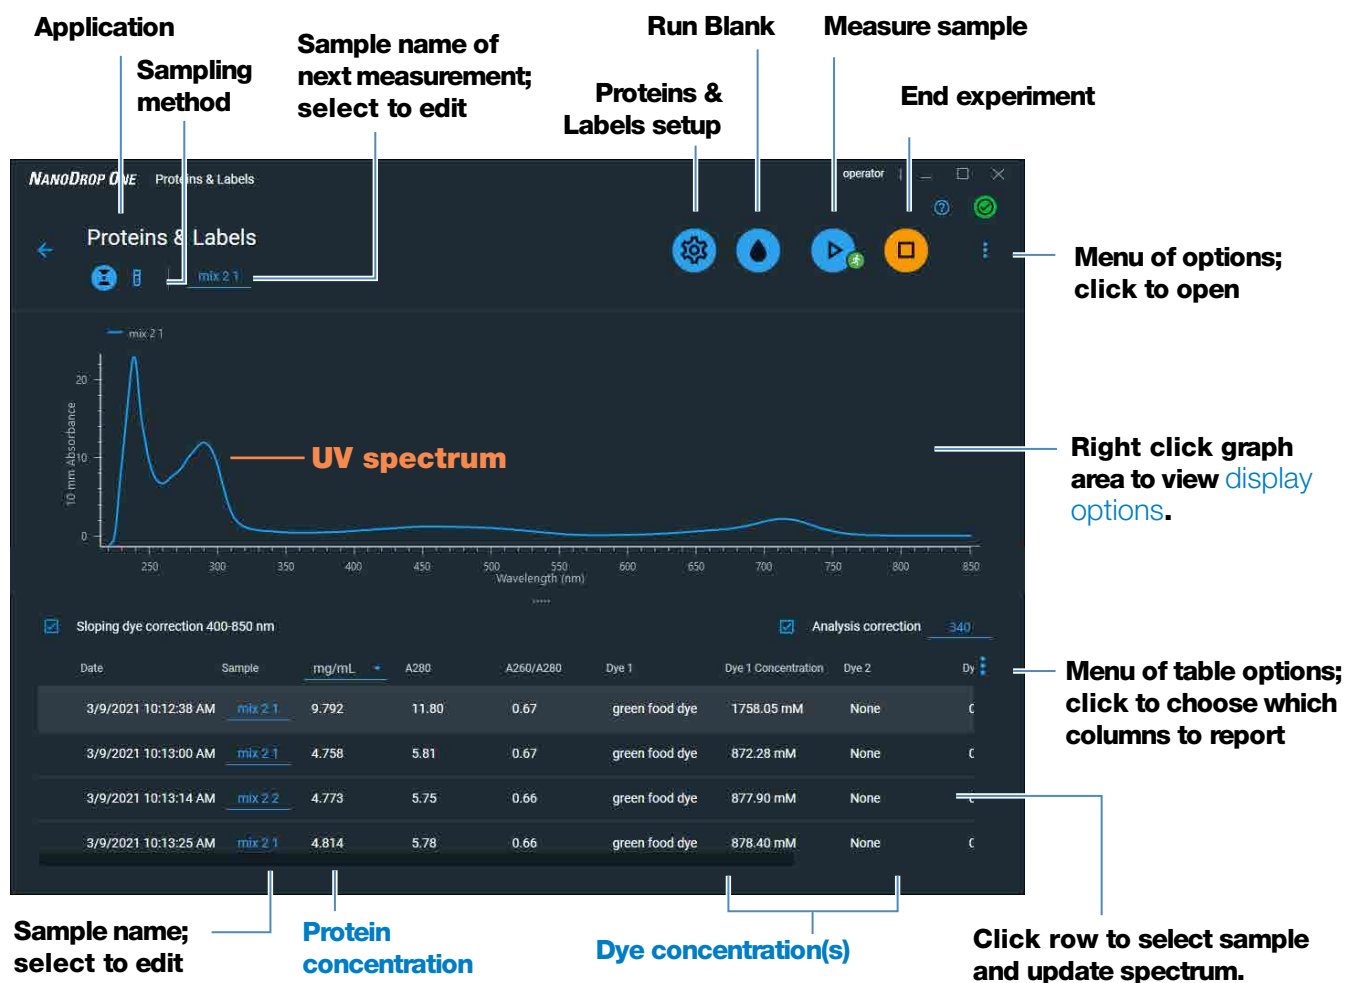 Application
Sampling
method
Sample name of
next measurement;
select to edit
Proteins &
Labels setup
Run Blank
Measure sample
End experiment
NANODROP ONE Proteins & Labels
operator
Proteins & Labels
mix 2 1
Menu of options;
click to open
mix 2 1
20
10
0
10 mm Absorbance
UV spectrum
Right click graph
area to view display
options.
250 300 350 400 450 500 550 600 650 700 750 800 850
Wavelength (nm)
Sloping dye correction 400-850 nm
Analysis correction 340
Date Sample mg/mL A280 A260/A280 Dye 1 Dye 1 Concentration Dye 2 Dy
3/9/2021 10:12:38 AM mix 2 1 9.792 11.80 0.67 green food dye 1758.05 mM None
3/9/2021 10:13:00 AM mix 2 1 4.758 5.81 0.67 green food dye 872.28 mM None
3/9/2021 10:13:14 AM mix 2 2 4.773 5.75 0.66 green food dye 877.90 mM None
3/9/2021 10:13:25 AM mix 2 1 4.814 5.78 0.66 green food dye 878.40 mM None
Menu of table options;
click to choose which
columns to report
Sample name;
select to edit
Protein
concentration
Dye concentration(s)
Click row to select sample
and update spectrum.